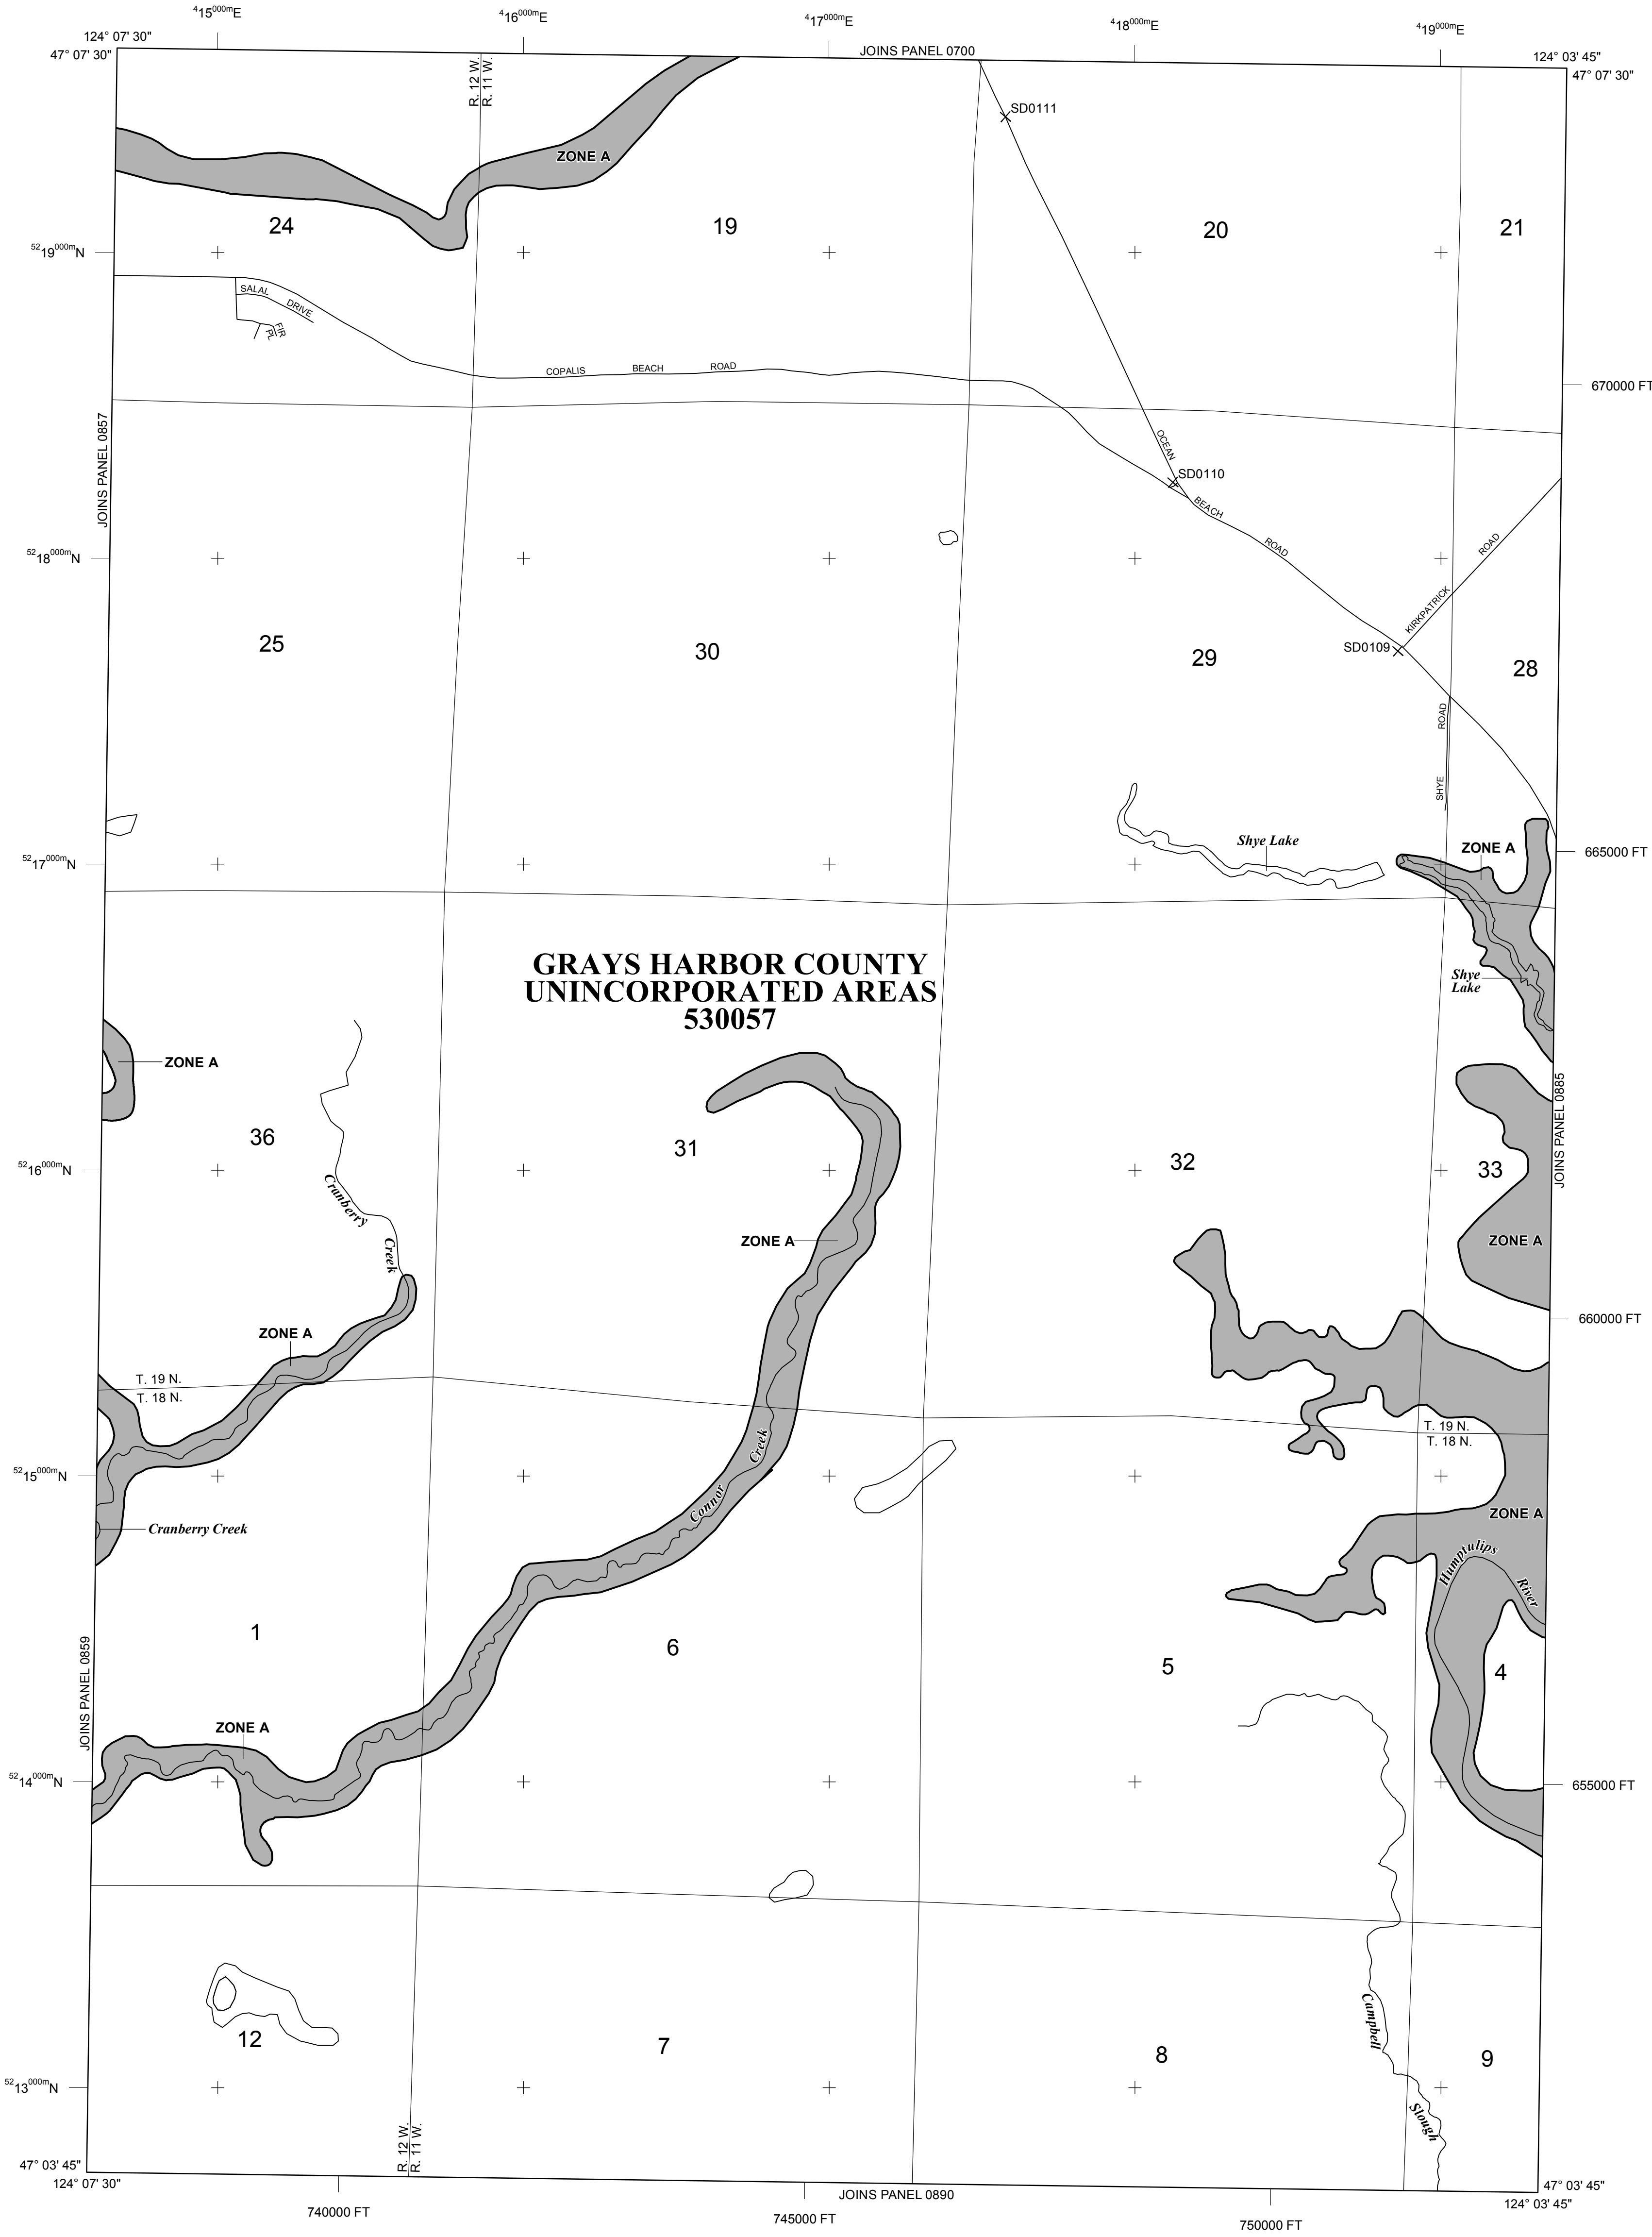 415000mE
416000mE
417000mE
418000mE
419000mE
124° 07' 30"
47° 07' 30"
JOINS PANEL 0700
124° 03' 45"
47° 07' 30"
R. 12 W.
R. 11 W.
SD0111
ZONE A
24
19
20
21
5219000mN
SALAL DRIVE
FIR PL
COPALIS BEACH ROAD
670000 FT
JOINS PANEL 0857
OCEAN
SD0110
BEACH
ROAD
5218000mN
KIRKPATRICK ROAD
SD0109
25
30
29
28
SHYE ROAD
Shye Lake
ZONE A
5217000mN
665000 FT
GRAYS HARBOR COUNTY
UNINCORPORATED AREAS
530057
Shye
Lake
ZONE A
JOINS PANEL 0885
36
31
32
33
5216000mN
Cranberry
Creek
ZONE A
ZONE A
660000 FT
ZONE A
T. 19 N.
T. 18 N.
T. 19 N.
T. 18 N.
Connor Creek
5215000mN
ZONE A
Cranberry Creek
Humptulips River
JOINS PANEL 0859
1
6
5
4
ZONE A
5214000mN
655000 FT
12
7
8
9
Campbell
Slough
5213000mN
R. 12 W.
R. 11 W.
47° 03' 45"
124° 07' 30"
JOINS PANEL 0890
47° 03' 45"
124° 03' 45"
740000 FT
745000 FT
750000 FT